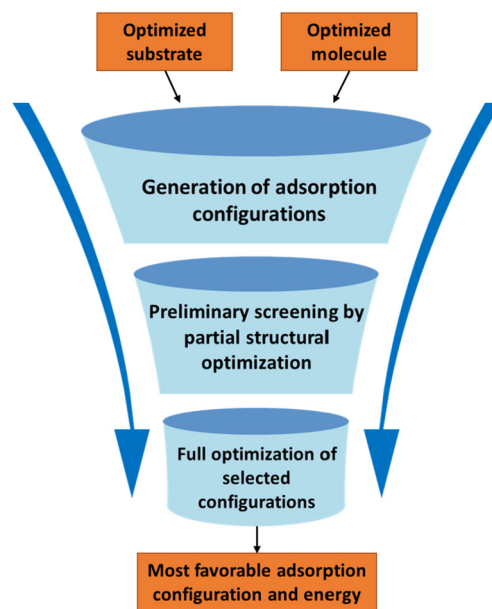 Optimized
substrate
Optimized
molecule
Generation of adsorption
configurations
Preliminary screening by
partial structural
optimization
Full optimization of
selected
configurations
Most favorable adsorption
configuration and energy